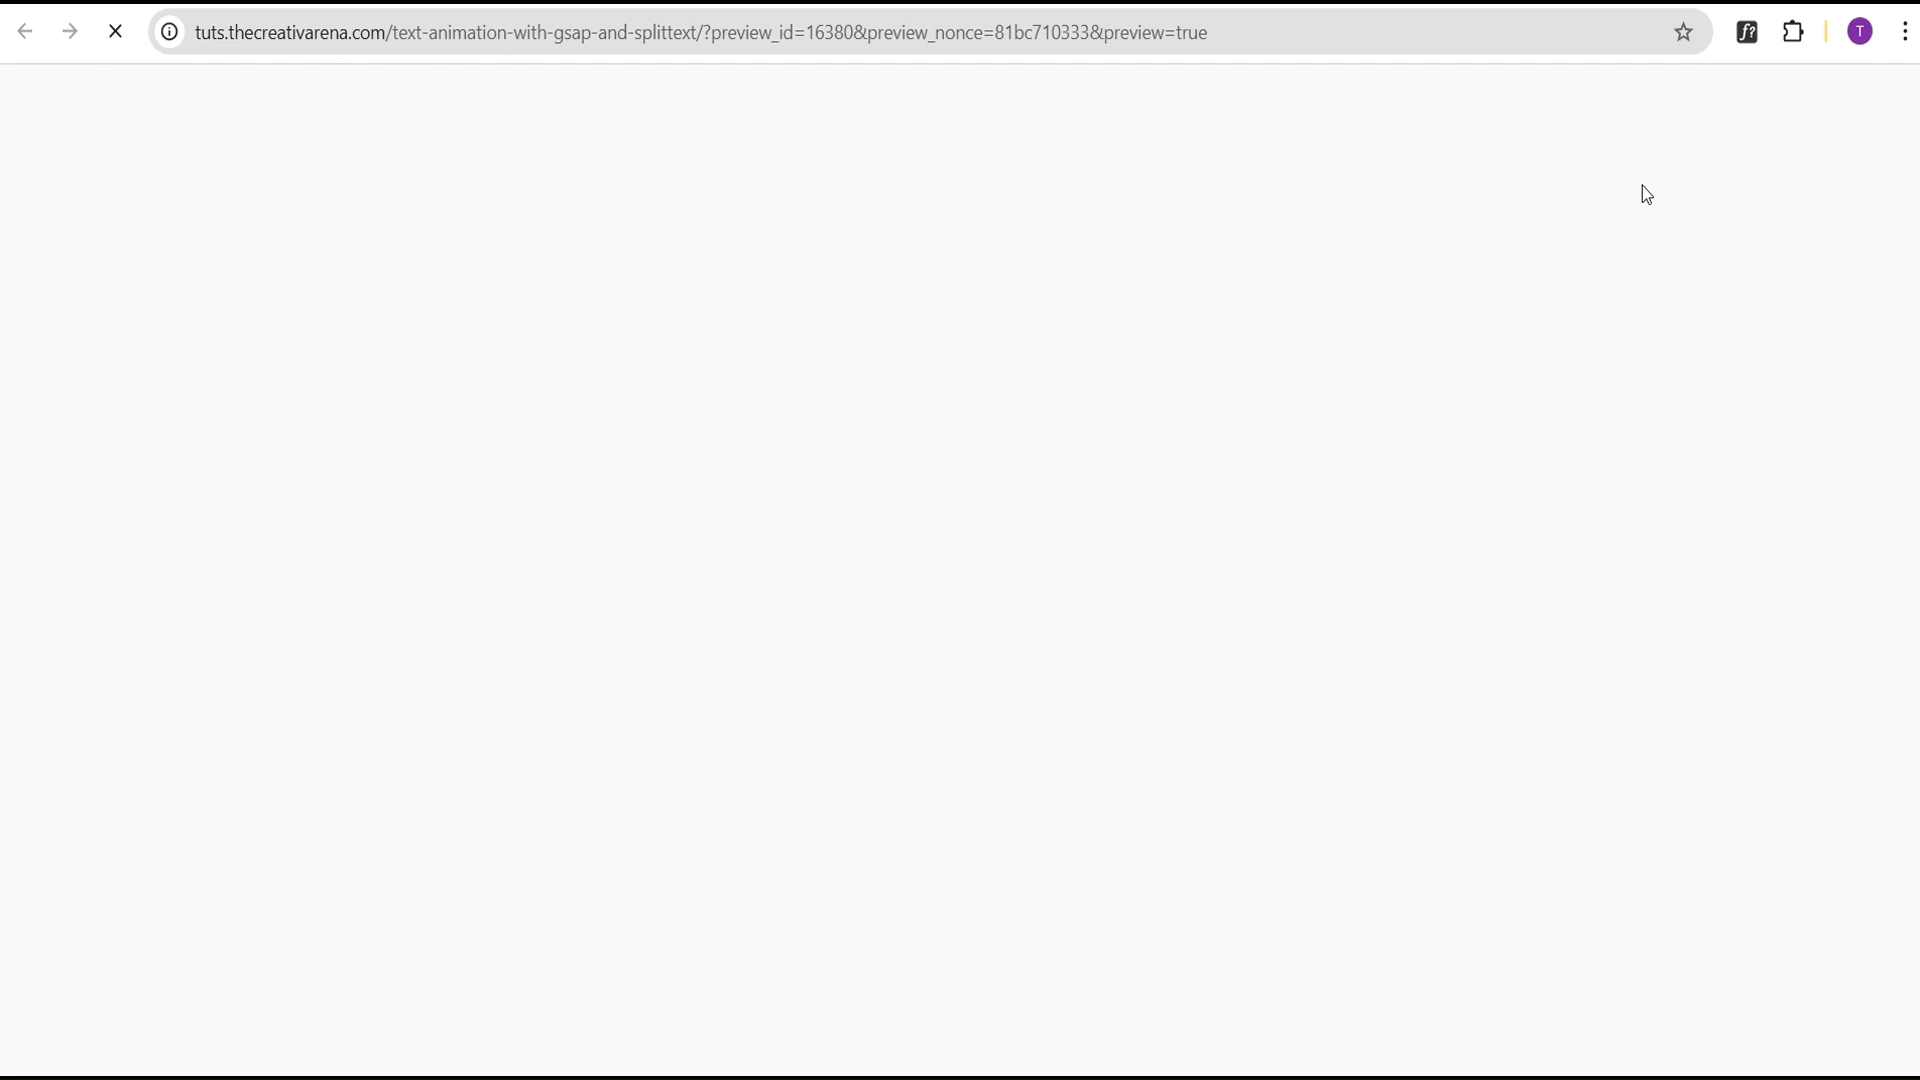 tuts.thecreativarena.com/text-animation-with-gsap-and-splittext/?preview_id=16380&preview_nonce=81bc710333&preview=true
f?
T